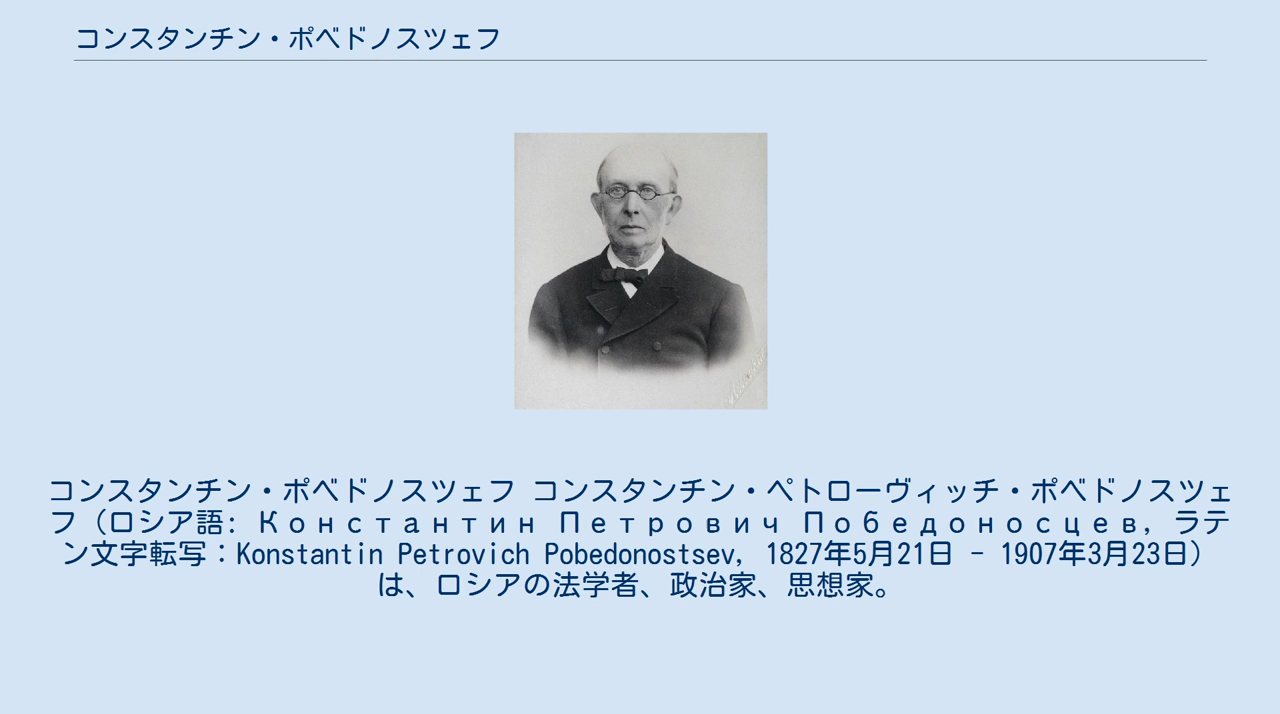 コンスタンチン・ポベドノスツェフ
コンスタンチン・ポベドノスツェフ コンスタンチン・ペトローヴィッチ・ポベドノスツェ
フ（ロシア語: Константин Петрович Победоносцев, ラテ
ン文字転写：Konstantin Petrovich Pobedonostsev, 1827年5月21日 - 1907年3月23日）
は、ロシアの法学者、政治家、思想家。